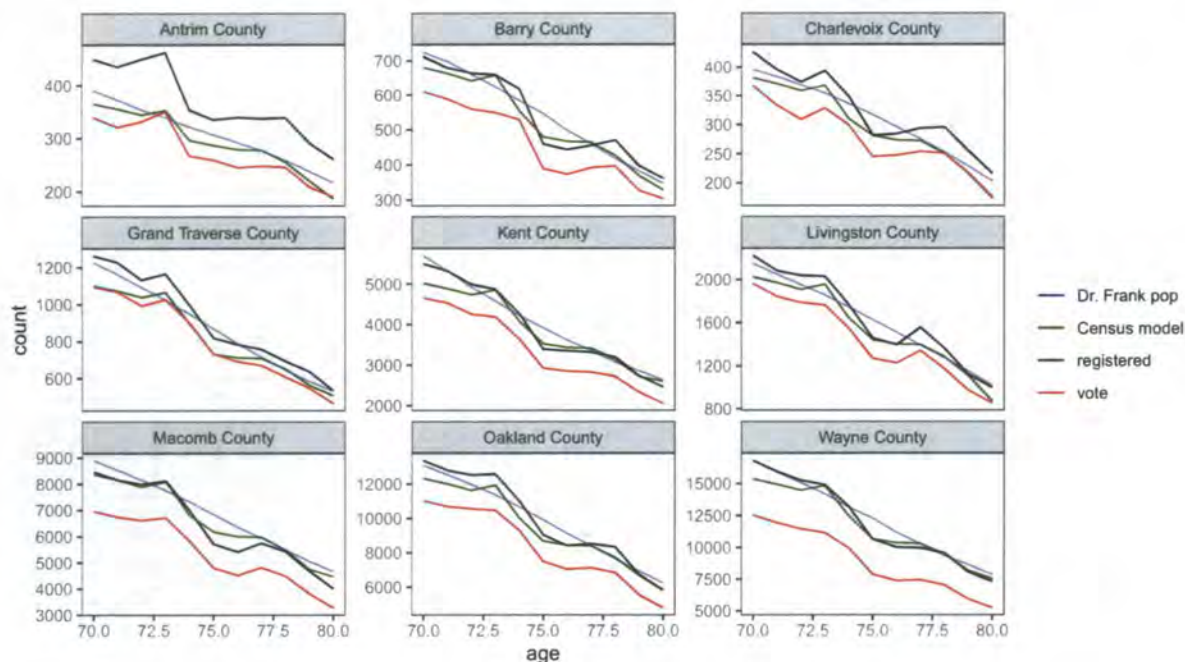 Antrim County
Barry County
Charlevoix County
400
300
200
700
600
500
400
300
400
350
300
250
200
Grand Traverse County
Kent County
Livingston County
1200
1000
800
600
5000
4000
3000
2000
2000
1600
1200
800
count
Dr. Frank pop
Census model
registered
vote
Macomb County
Oakland County
Wayne County
9000
8000
7000
6000
5000
4000
3000
12000
10000
8000
6000
15000
12500
10000
7500
5000
70.0 72.5 75.0 77.5 80.0
70.0 72.5 75.0 77.5 80.0
70.0 72.5 75.0 77.5 80.0
age